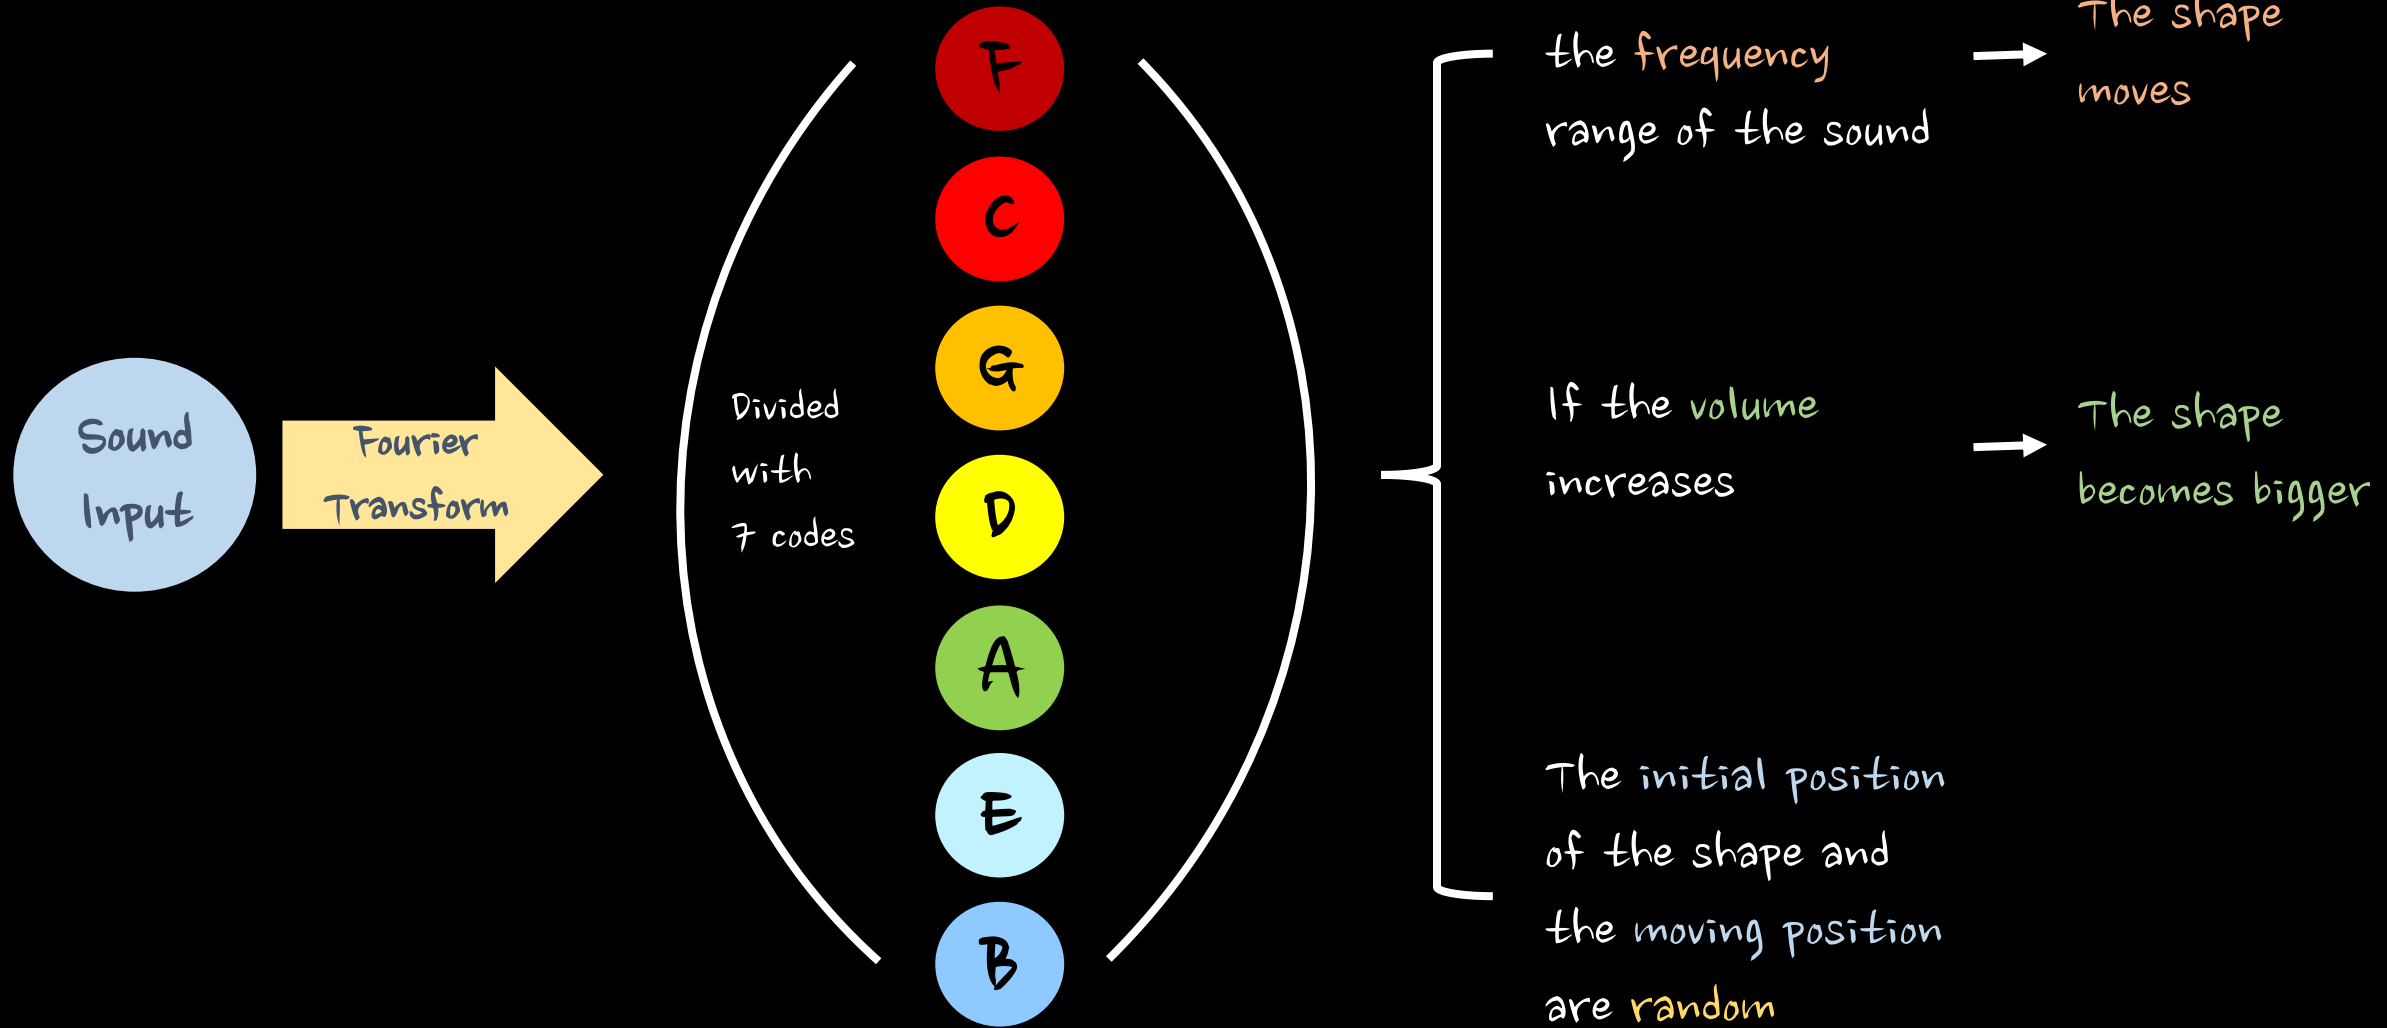 Sound
Input
Fourier
Transform
Divided
with
7 codes
F
C
G
D
A
E
B
the frequency
range of the sound
The shape
moves
If the volume
increases
The shape
becomes bigger
The initial position
of the shape and
the moving position
are random